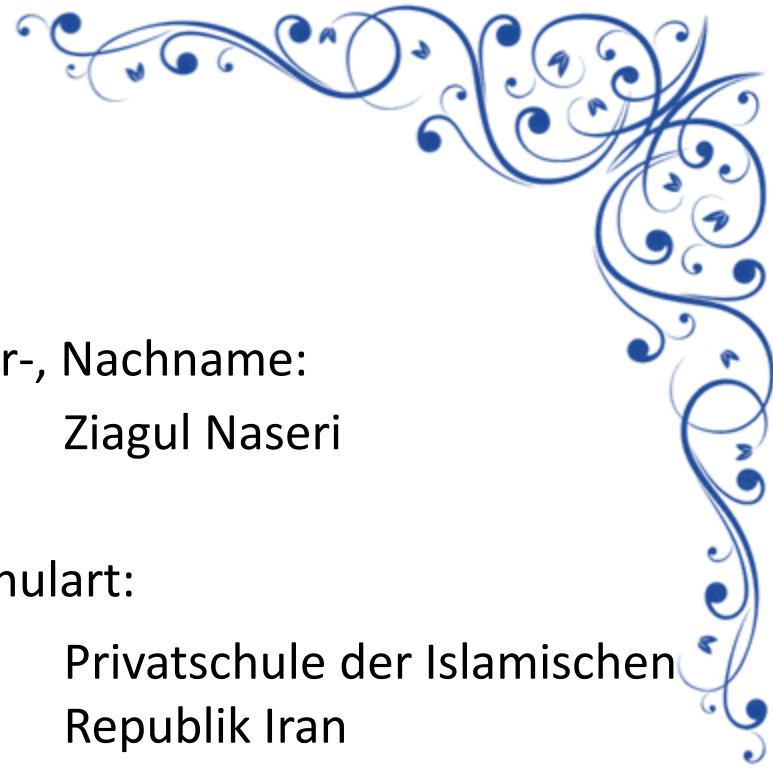 r-, Nachname:
Ziagul Naseri
hulart:
Privatschule der Islamischen
Republik Iran